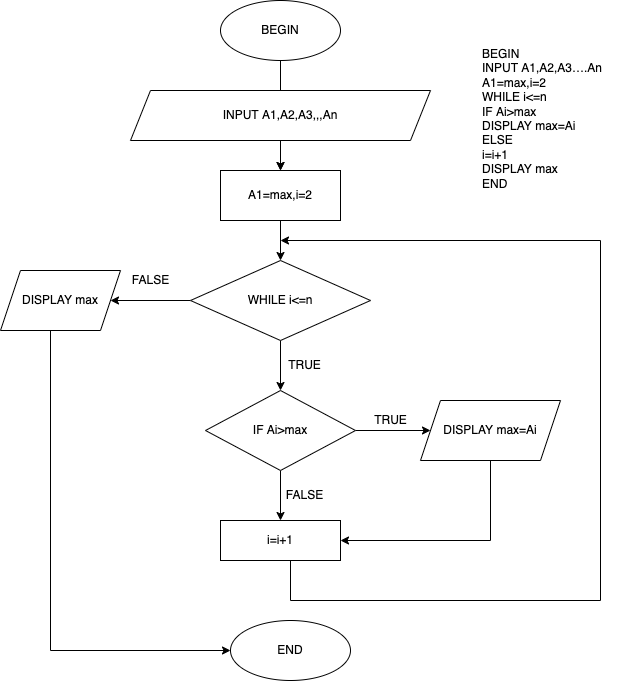 BEGIN
INPUT A1,A2,A3,,,An
A1=max,i=2
WHILE i<=n
FALSE
DISPLAY max
TRUE
IF Ai>max
TRUE
DISPLAY max=Ai
FALSE
i=i+1
END
BEGIN
INPUT A1,A2,A3....An
A1=max,i=2
WHILE i<=n
IF Ai>max
DISPLAY max=Ai
ELSE
i=i+1
DISPLAY max
END